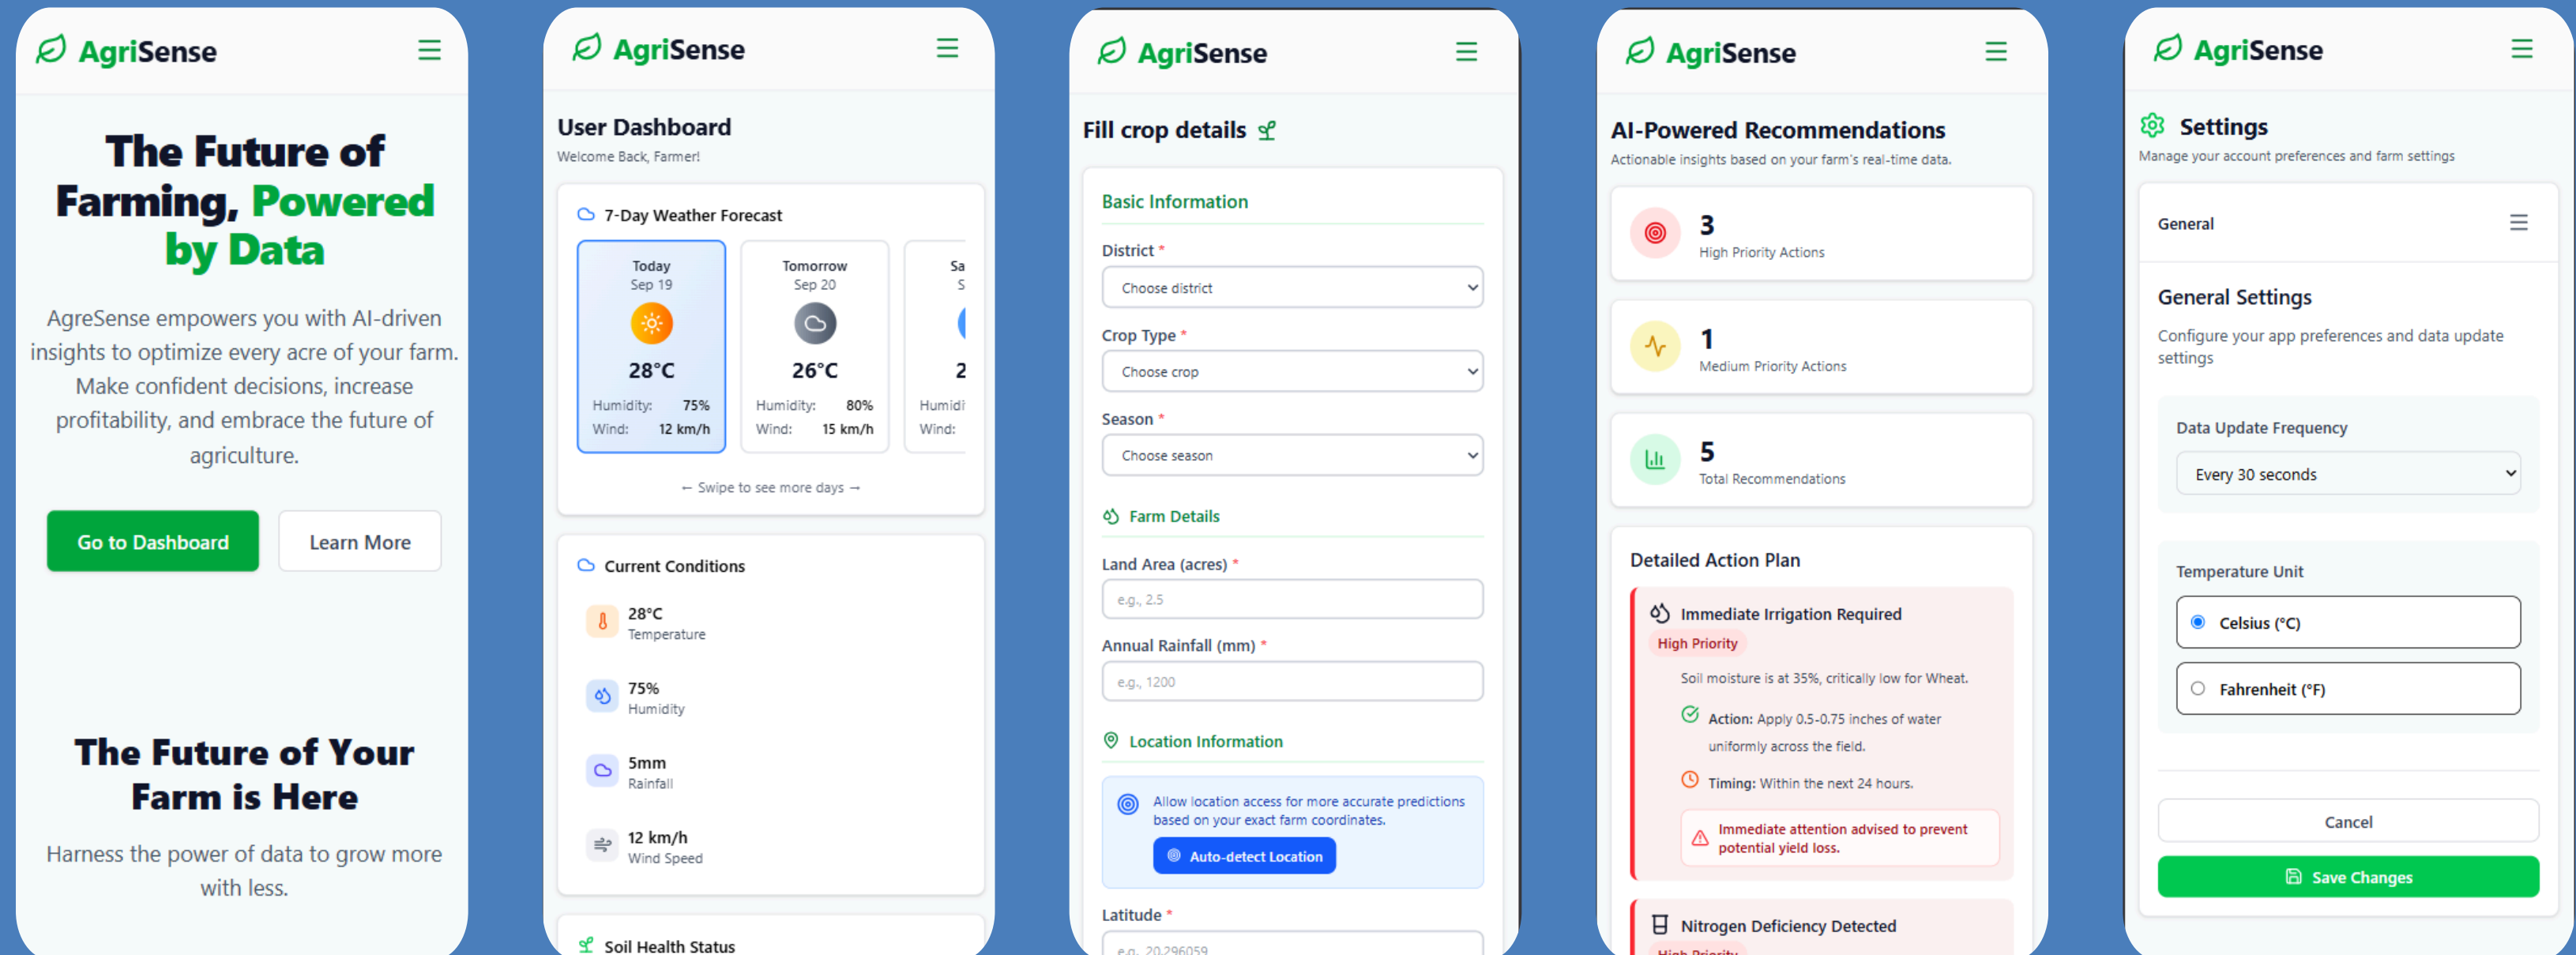 AgriSense
The Future of
Farming, Powered
by Data
AgreSense empowers you with AI-driven
insights to optimize every acre of your farm.
Make confident decisions, increase
profitability, and embrace the future of
agriculture.
Go to Dashboard
Learn More
The Future of Your
Farm is Here
Harness the power of data to grow more
with less.
AgriSense
User Dashboard
Welcome Back, Farmer!
7-Day Weather Forecast
Today
Sep 19
28°C
Humidity: 75%
Wind: 12 km/h
Tomorrow
Sep 20
26°C
Humidity: 80%
Wind: 15 km/h
Sa
S
2
Humidi
Wind:
← Swipe to see more days →
Current Conditions
28°C
Temperature
75%
Humidity
5mm
Rainfall
12 km/h
Wind Speed
Soil Health Status
AgriSense
Fill crop details
Basic Information
District *
Choose district
Crop Type *
Choose crop
Season *
Choose season
Farm Details
Land Area (acres) *
e.g., 2.5
Annual Rainfall (mm) *
e.g., 1200
Location Information
Allow location access for more accurate predictions
based on your exact farm coordinates.
Auto-detect Location
Latitude *
e.g., 20.296059
AgriSense
AI-Powered Recommendations
Actionable insights based on your farm's real-time data.
3
High Priority Actions
1
Medium Priority Actions
5
Total Recommendations
Detailed Action Plan
Immediate Irrigation Required
High Priority
Soil moisture is at 35%, critically low for Wheat.
Action: Apply 0.5-0.75 inches of water
uniformly across the field.
Timing: Within the next 24 hours.
Immediate attention advised to prevent
potential yield loss.
Nitrogen Deficiency Detected
High Priority
AgriSense
Settings
Manage your account preferences and farm settings
General
General Settings
Configure your app preferences and data update
settings
Data Update Frequency
Every 30 seconds
Temperature Unit
Celsius (°C)
Fahrenheit (°F)
Cancel
Save Changes